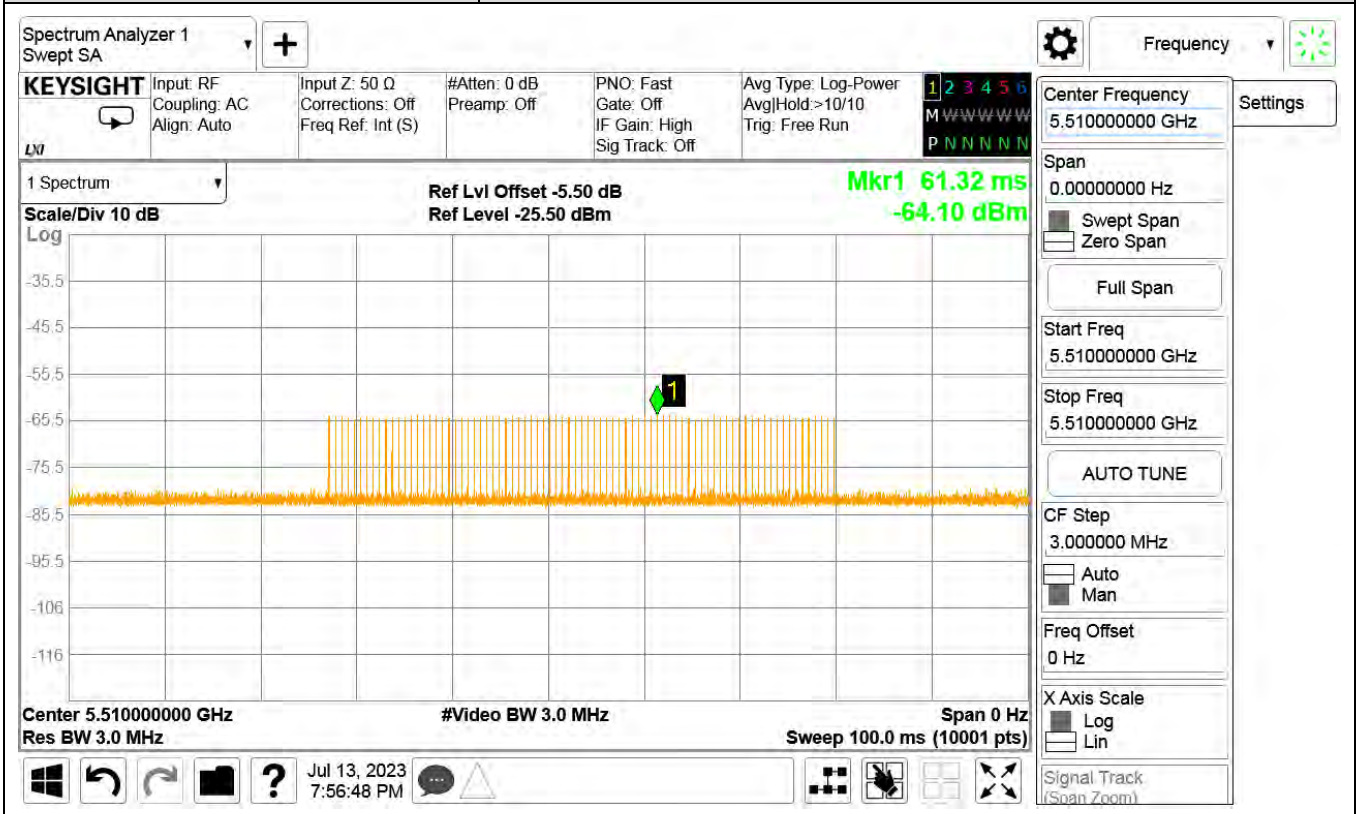 Spectrum Analyzer 1
Swept SA
+
Frequency
KEYSIGHT
LXI
Input: RF
Coupling: AC
Align: Auto
Input Z: 50 Ω
Corrections: Off
Freq Ref: Int (S)
#Atten: 0 dB
Preamp: Off
PNO: Fast
Gate: Off
IF Gain: High
Sig Track: Off
Avg Type: Log-Power
Avg|Hold:>10/10
Trig: Free Run
1 2 3 4 5 6
M W W W W W
P N N N N N
Center Frequency
5.510000000 GHz
Settings
1 Spectrum
Scale/Div 10 dB
Ref Lvl Offset -5.50 dB
Ref Level -25.50 dBm
Mkr1 61.32 ms
-64.10 dBm
Log
-35.5
-45.5
-55.5
-65.5
-75.5
-85.5
-95.5
-106
-116
1
Center 5.510000000 GHz
Res BW 3.0 MHz
#Video BW 3.0 MHz
Span 0 Hz
Sweep 100.0 ms (10001 pts)
Span
0.00000000 Hz
Swept Span
Zero Span
Full Span
Start Freq
5.510000000 GHz
Stop Freq
5.510000000 GHz
AUTO TUNE
CF Step
3.000000 MHz
Auto
Man
Freq Offset
0 Hz
X Axis Scale
Log
Lin
Signal Track
(Span Zoom)
?
Jul 13, 2023
7:56:48 PM